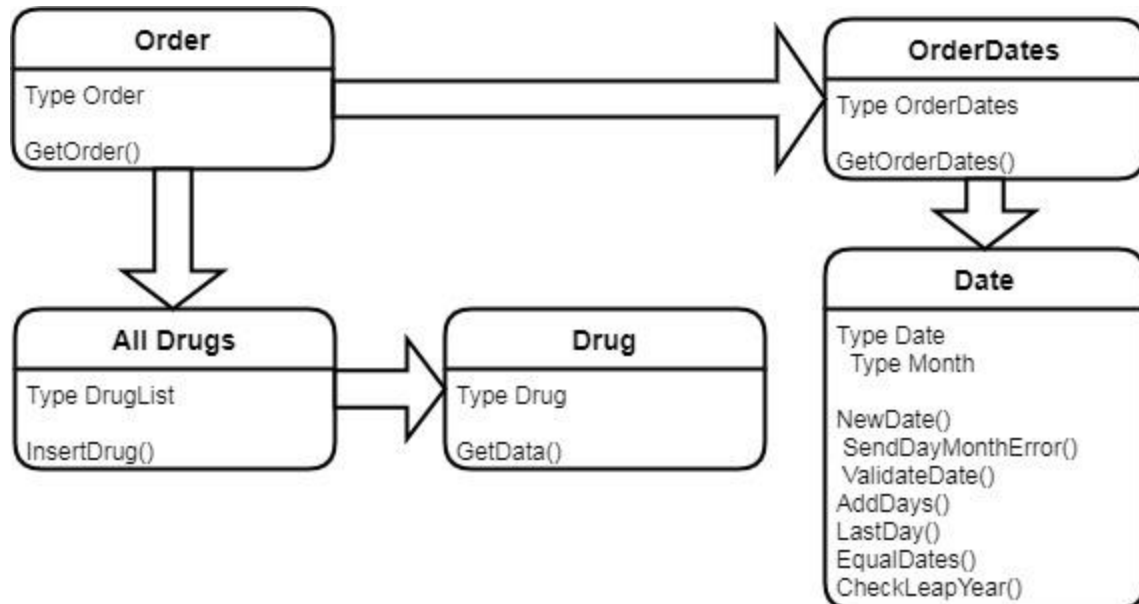 Order
Type Order
GetOrder()
OrderDates
Type OrderDates
GetOrderDates()
All Drugs
Type DrugList
InsertDrug()
Drug
Type Drug
GetData()
Date
Type Date
Type Month
NewDate()
SendDayMonthError()
ValidateDate()
AddDays()
LastDay()
EqualDates()
CheckLeapYear()